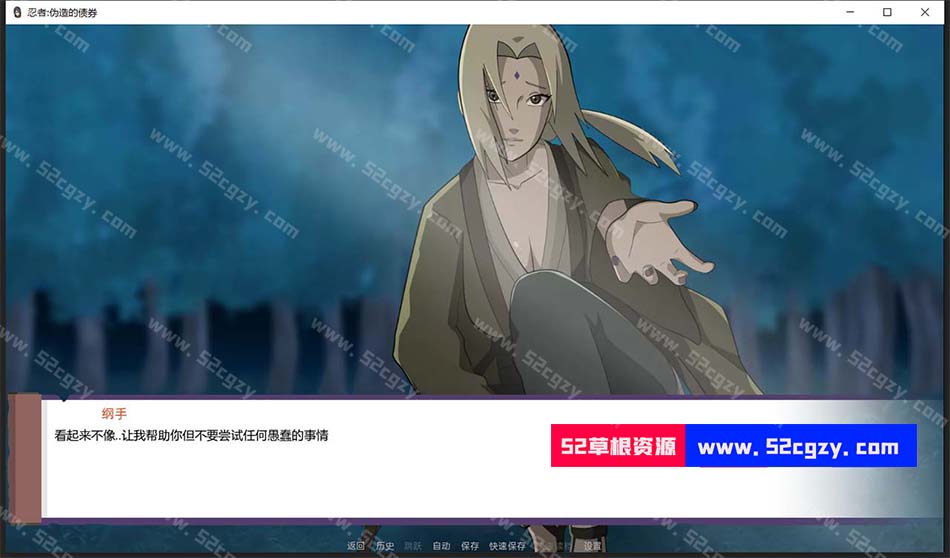 忍者:伪造的债券
纲手
看起来不像..让我帮助你但不要尝试任何愚蠢的事情
52草根资源 www.52cgzy.com
返回 历史 跳跃 自动 保存 快速保存 设置
www.52cgzy.com